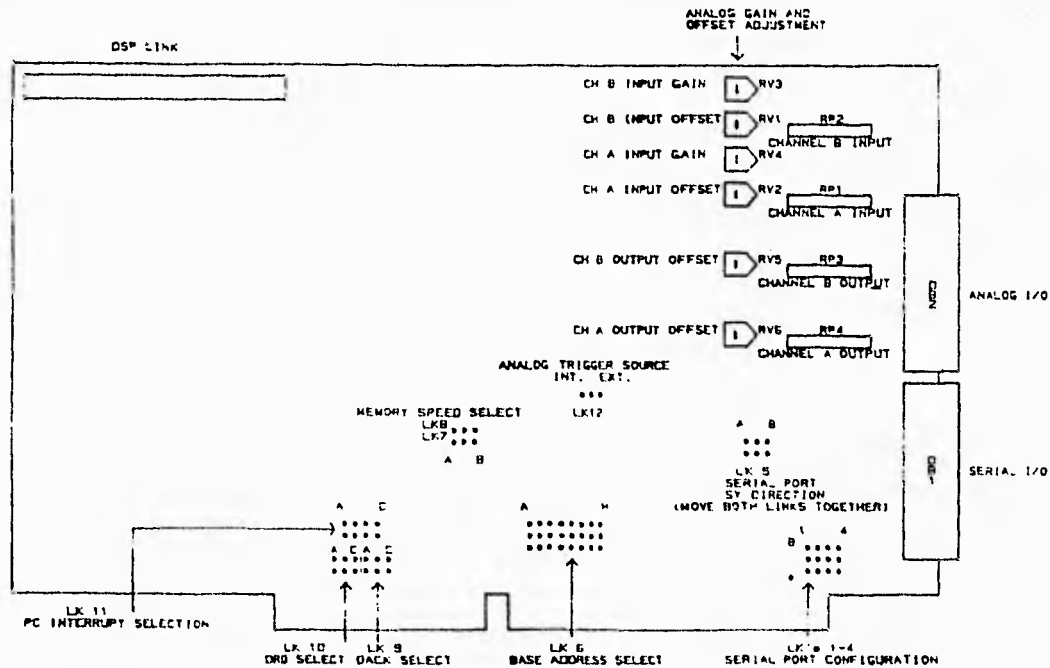 ANALOG GAIN AND
OFFSET ADJUSTMENT
DSP LINK
CH B INPUT GAIN RV3
CH B INPUT OFFSET RV1 RP2
CHANNEL B INPUT
CH A INPUT GAIN RV4
CH A INPUT OFFSET RV2 RP1
CHANNEL A INPUT
CH B OUTPUT OFFSET RV5 RP3
CHANNEL B OUTPUT
ANALOG I/O
CH A OUTPUT OFFSET RV6 RP4
CHANNEL A OUTPUT
ANALOG TRIGGER SOURCE
INT. EXT.
LK12
MEMORY SPEED SELECT
LK8
LK7
A B
A B
LK 5
SERIAL PORT
SY DIRECTION
(MOVE BOTH LINKS TOGETHER)
SERIAL I/O
A C
A H
1 4
B
A C A C
LK 11
PC INTERRUPT SELECTION
LK 10
DRQ SELECT
LK 9
DACK SELECT
LK 6
BASE ADDRESS SELECT
LK's 1-4
SERIAL PORT CONFIGURATION